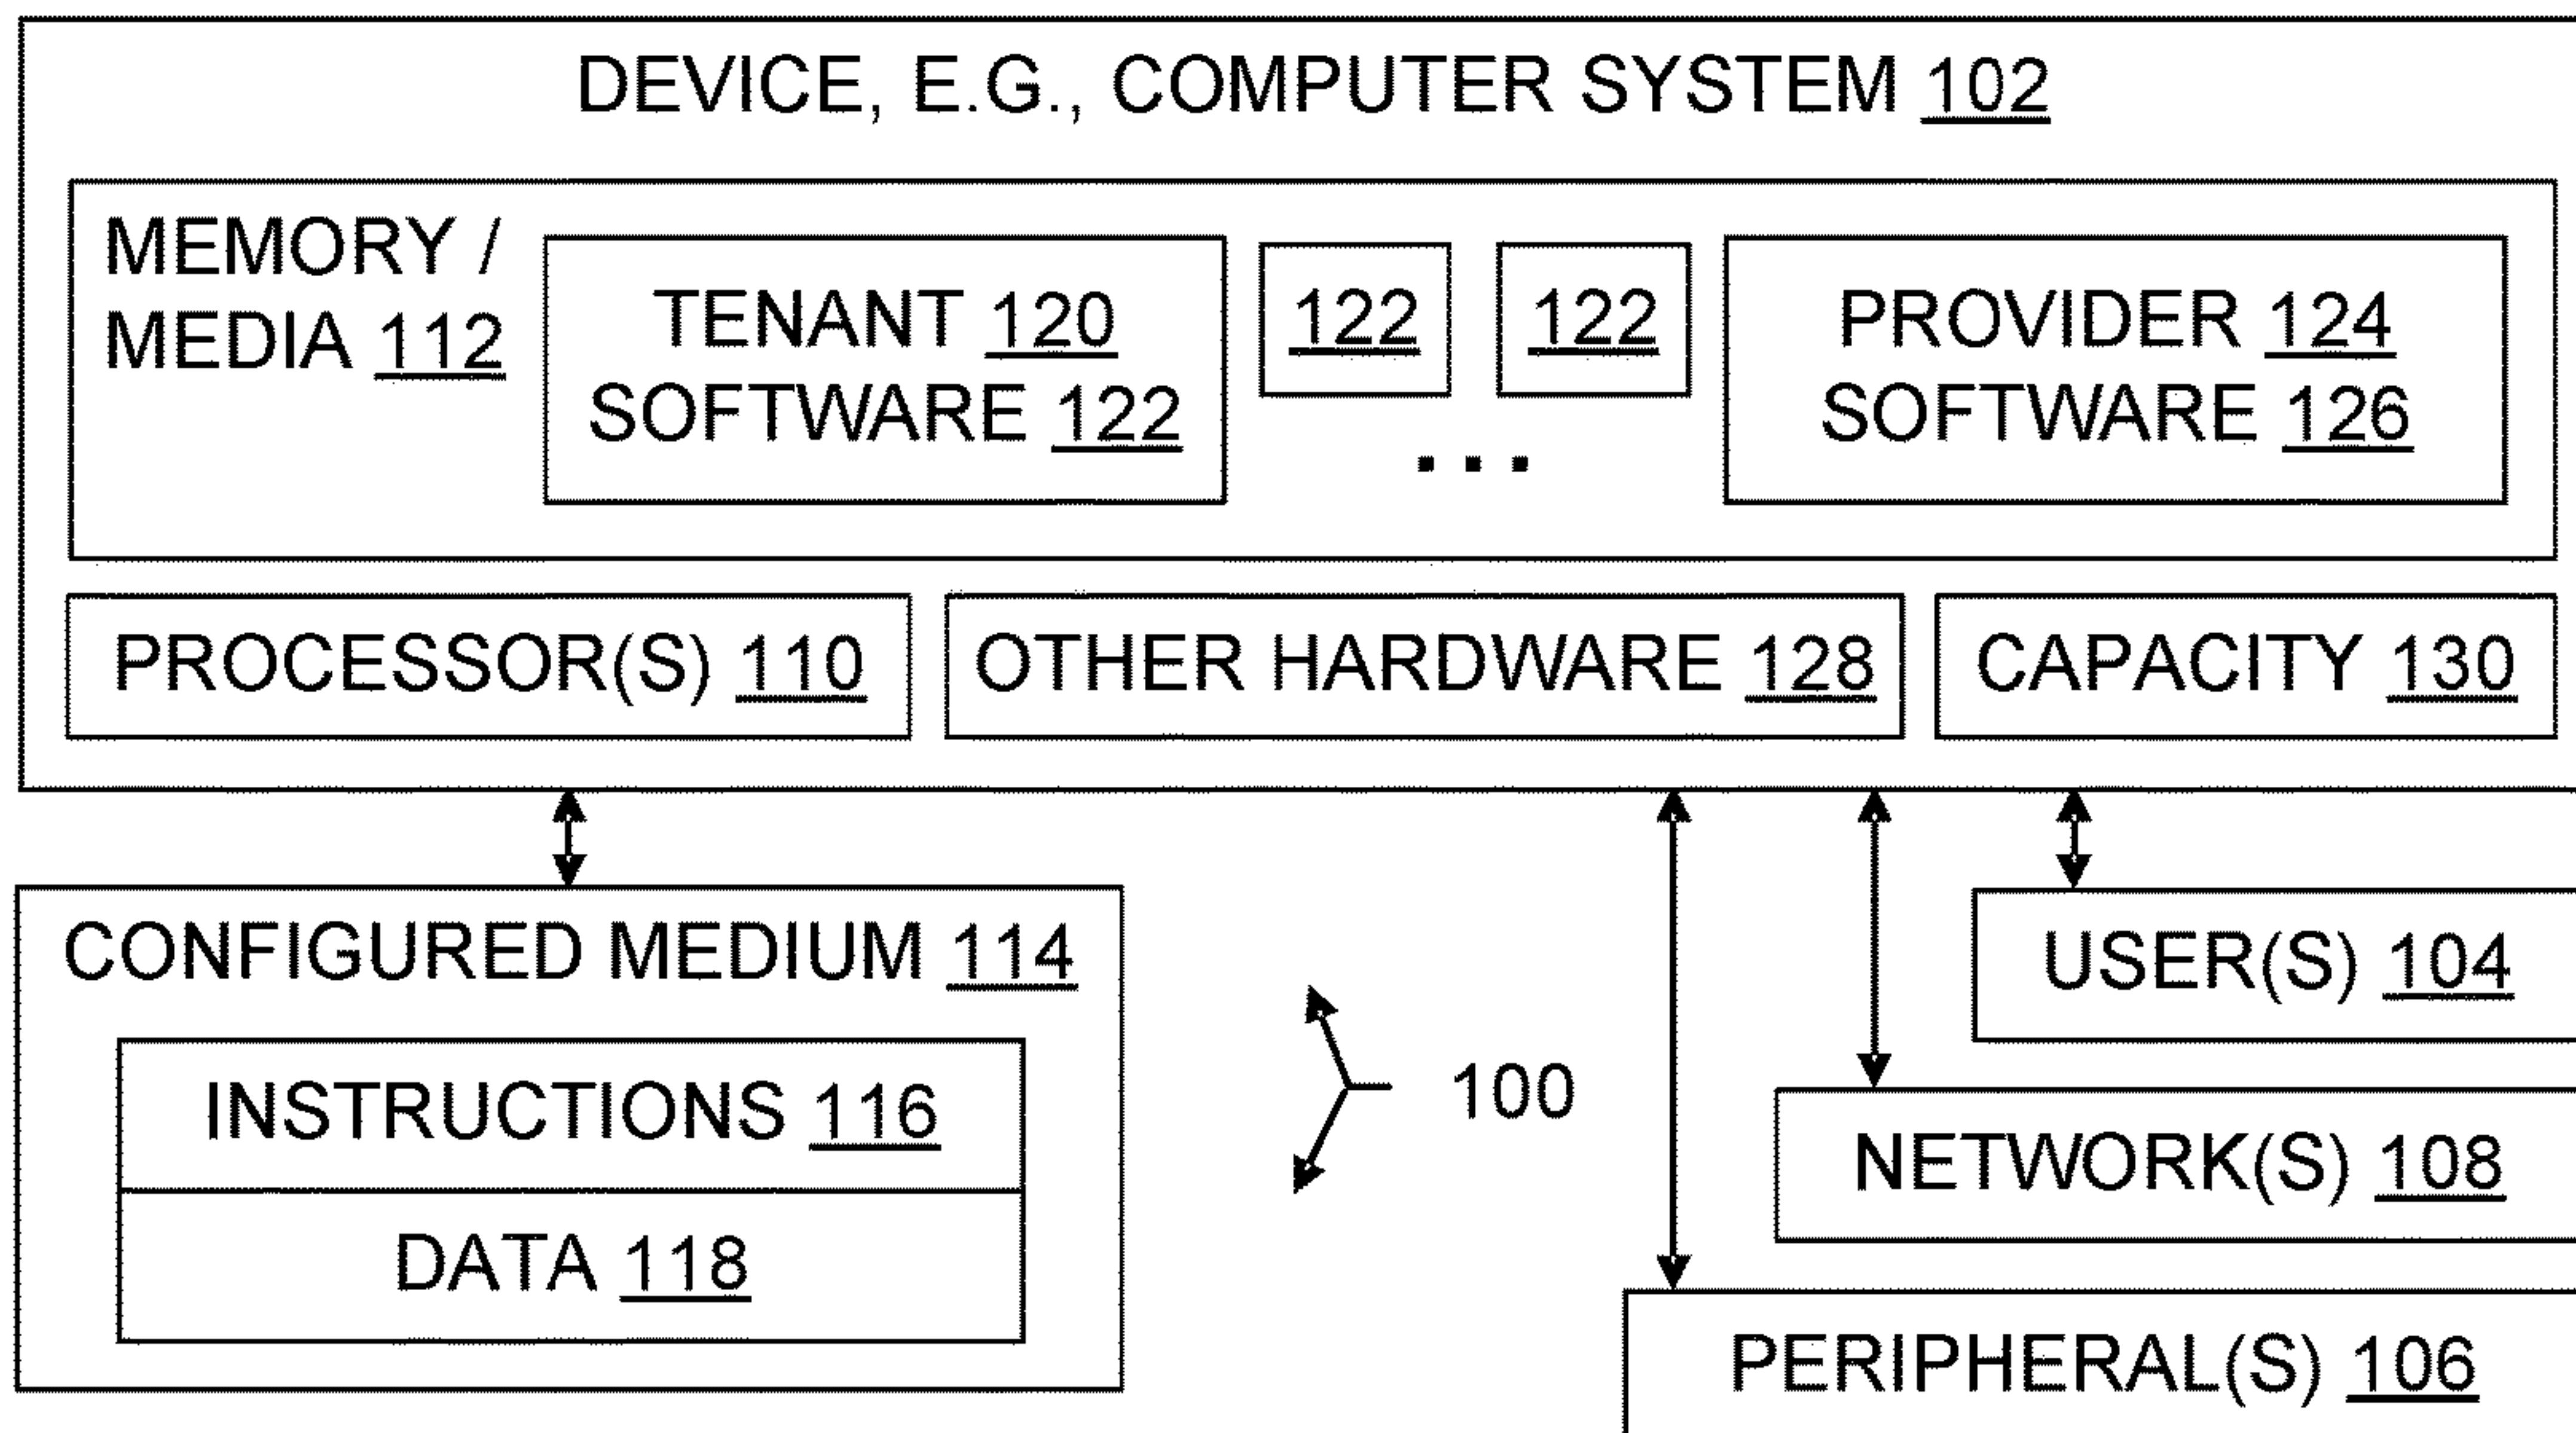 DEVICE, E.G., COMPUTER SYSTEM 102
MEMORY /
MEDIA 112
TENANT 120
SOFTWARE 122
122
122
...
PROVIDER 124
SOFTWARE 126
PROCESSOR(S) 110
OTHER HARDWARE 128
CAPACITY 130
CONFIGURED MEDIUM 114
INSTRUCTIONS 116
DATA 118
100
USER(S) 104
NETWORK(S) 108
PERIPHERAL(S) 106